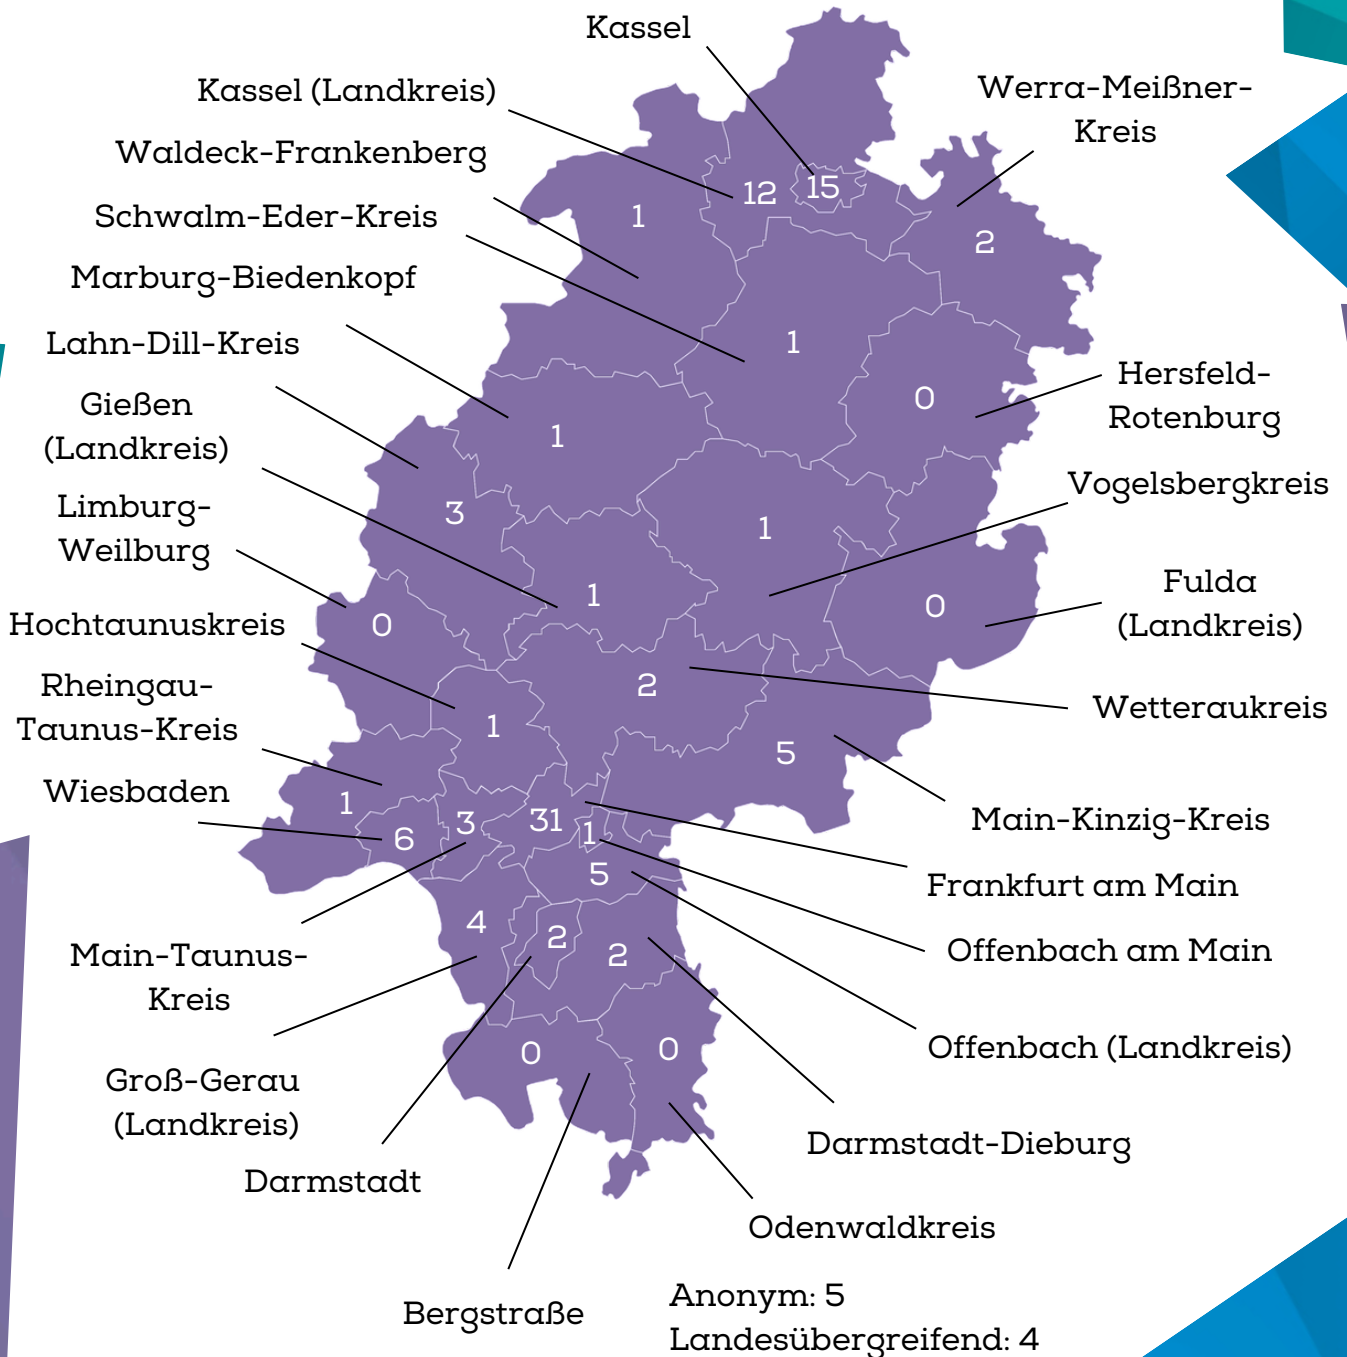 Kassel
Kassel (Landkreis)
Werra-Meißner-
Kreis
Waldeck-Frankenberg
Schwalm-Eder-Kreis
Marburg-Biedenkopf
Lahn-Dill-Kreis
Gießen
(Landkreis)
Limburg-
Weilburg
Hochtaunuskreis
Rheingau-
Taunus-Kreis
Wiesbaden
Main-Taunus-
Kreis
Groß-Gerau
(Landkreis)
Darmstadt
Bergstraße
12
15
1
2
1
0
1
3
1
1
0
0
2
1
5
1
6
3
31
1
5
4
2
2
0
0
Hersfeld-
Rotenburg
Vogelsbergkreis
Fulda
(Landkreis)
Wetteraukreis
Main-Kinzig-Kreis
Frankfurt am Main
Offenbach am Main
Offenbach (Landkreis)
Darmstadt-Dieburg
Odenwaldkreis
Anonym: 5
Landesübergreifend: 4